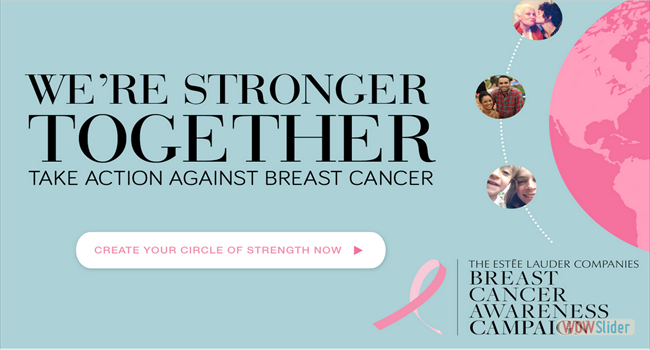 WE'RE STRONGER
TOGETHER
TAKE ACTION AGAINST BREAST CANCER
CREATE YOUR CIRCLE OF STRENGTH NOW
THE ESTĒE LAUDER COMPANIES
BREAST
CANCER
AWARENESS
CAMPAIGN
WOWSlider